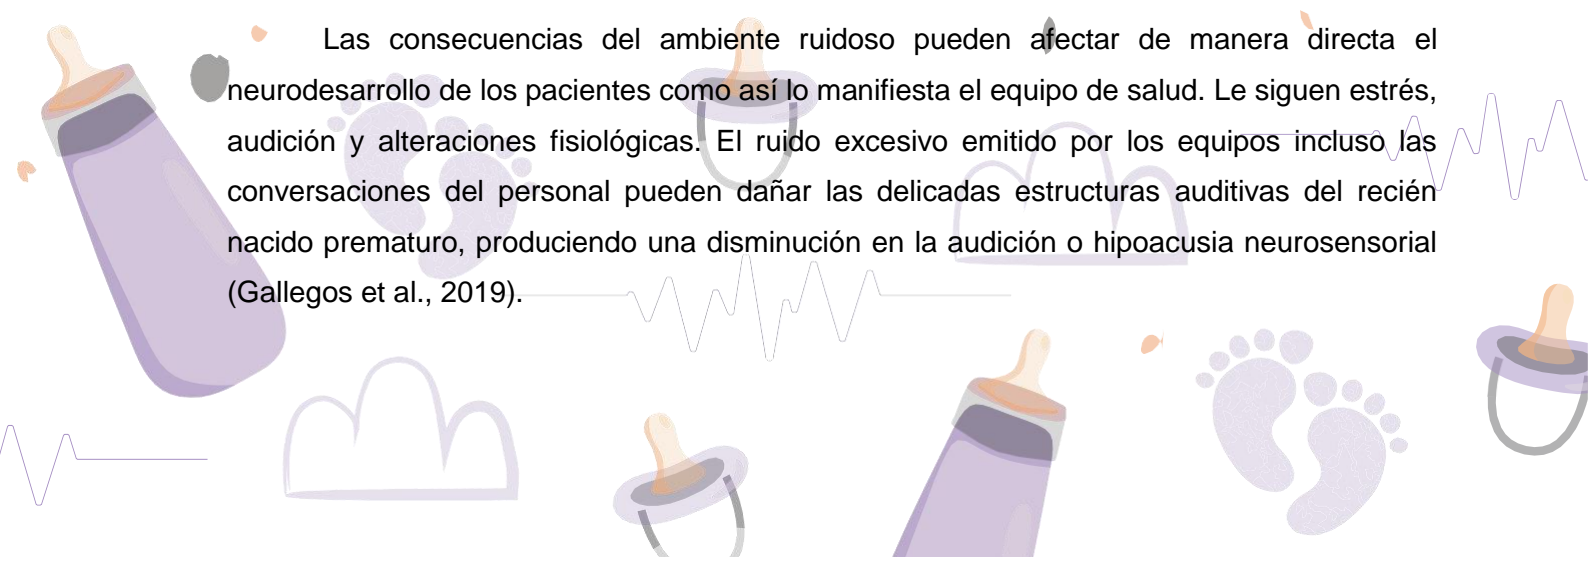 Las consecuencias del ambiente ruidoso pueden afectar de manera directa el
neurodesarrollo de los pacientes como así lo manifiesta el equipo de salud. Le siguen estrés,
audición y alteraciones fisiológicas. El ruido excesivo emitido por los equipos incluso las
conversaciones del personal pueden dañar las delicadas estructuras auditivas del recién
nacido prematuro, produciendo una disminución en la audición o hipoacusia neurosensorial
(Gallegos et al., 2019).